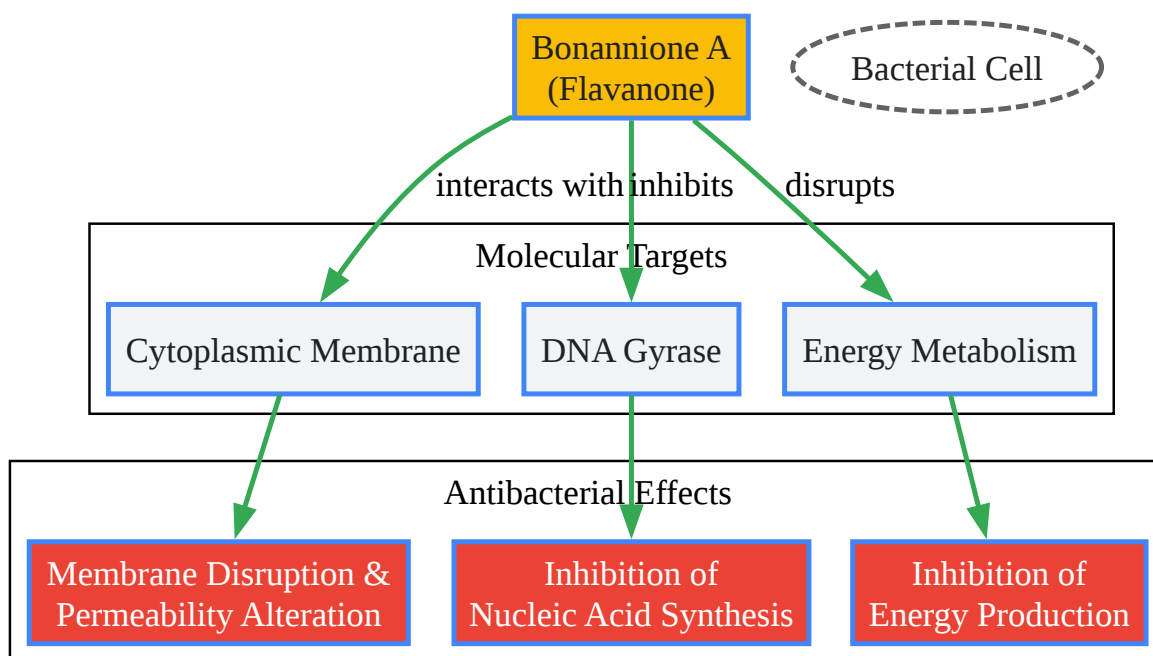 Bonannione A
(Flavanone)
Bacterial Cell
interacts with
inhibits
disrupts
Molecular Targets
Cytoplasmic Membrane
DNA Gyrase
Energy Metabolism
Antibacterial Effects
Membrane Disruption &
Permeability Alteration
Inhibition of
Nucleic Acid Synthesis
Inhibition of
Energy Production